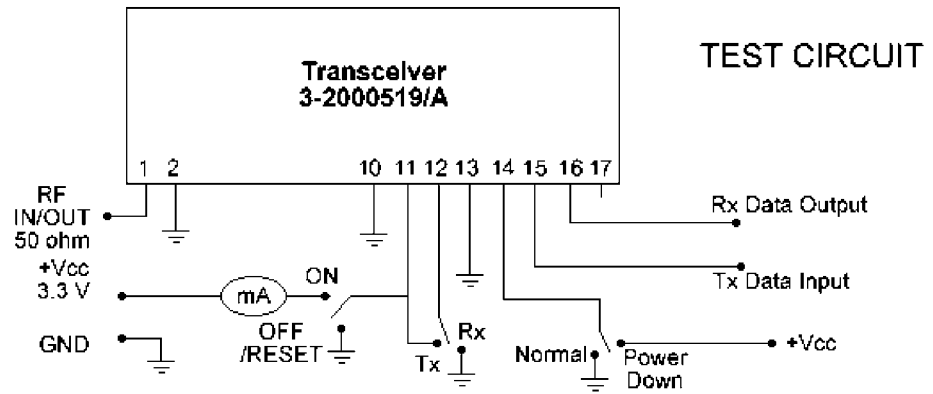 TEST CIRCUIT
Transceiver
3-2000519/A
1 2 10 11 12 13 14 15 16 17
RF
IN/OUT
50 ohm
+Vcc
3.3 V
GND
mA
ON
OFF
/RESET
Tx
Rx
Normal
Power
Down
+Vcc
Rx Data Output
Tx Data Input